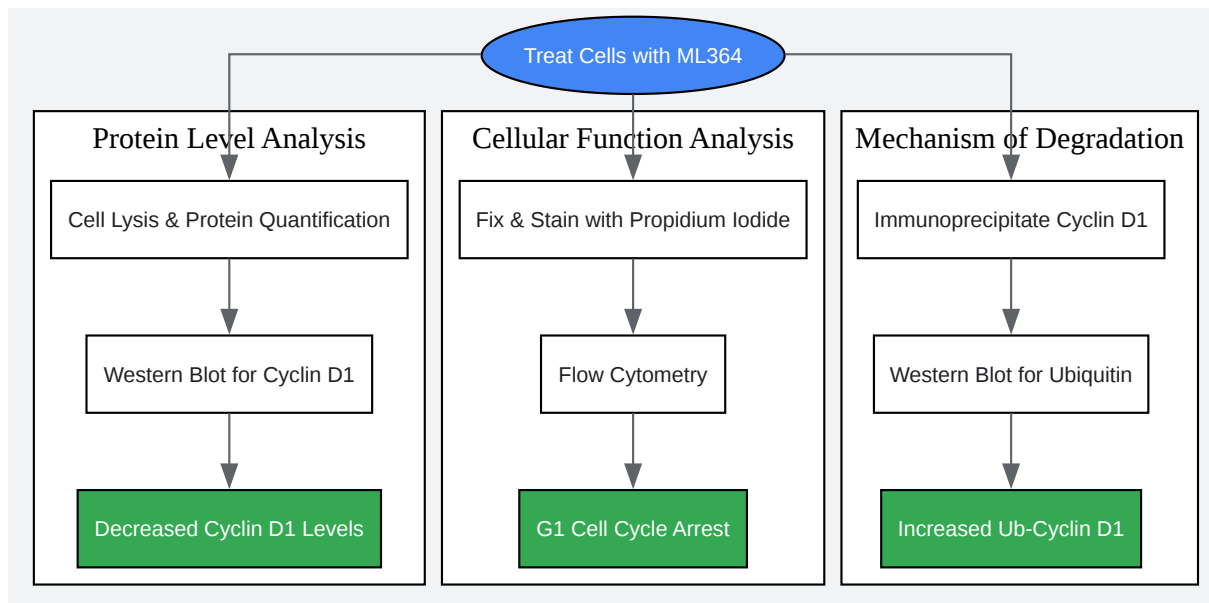 Treat Cells with ML364
Protein Level Analysis
Cell Lysis & Protein Quantification
Western Blot for Cyclin D1
Decreased Cyclin D1 Levels
Cellular Function Analysis
Fix & Stain with Propidium Iodide
Flow Cytometry
G1 Cell Cycle Arrest
Mechanism of Degradation
Immunoprecipitate Cyclin D1
Western Blot for Ubiquitin
Increased Ub-Cyclin D1